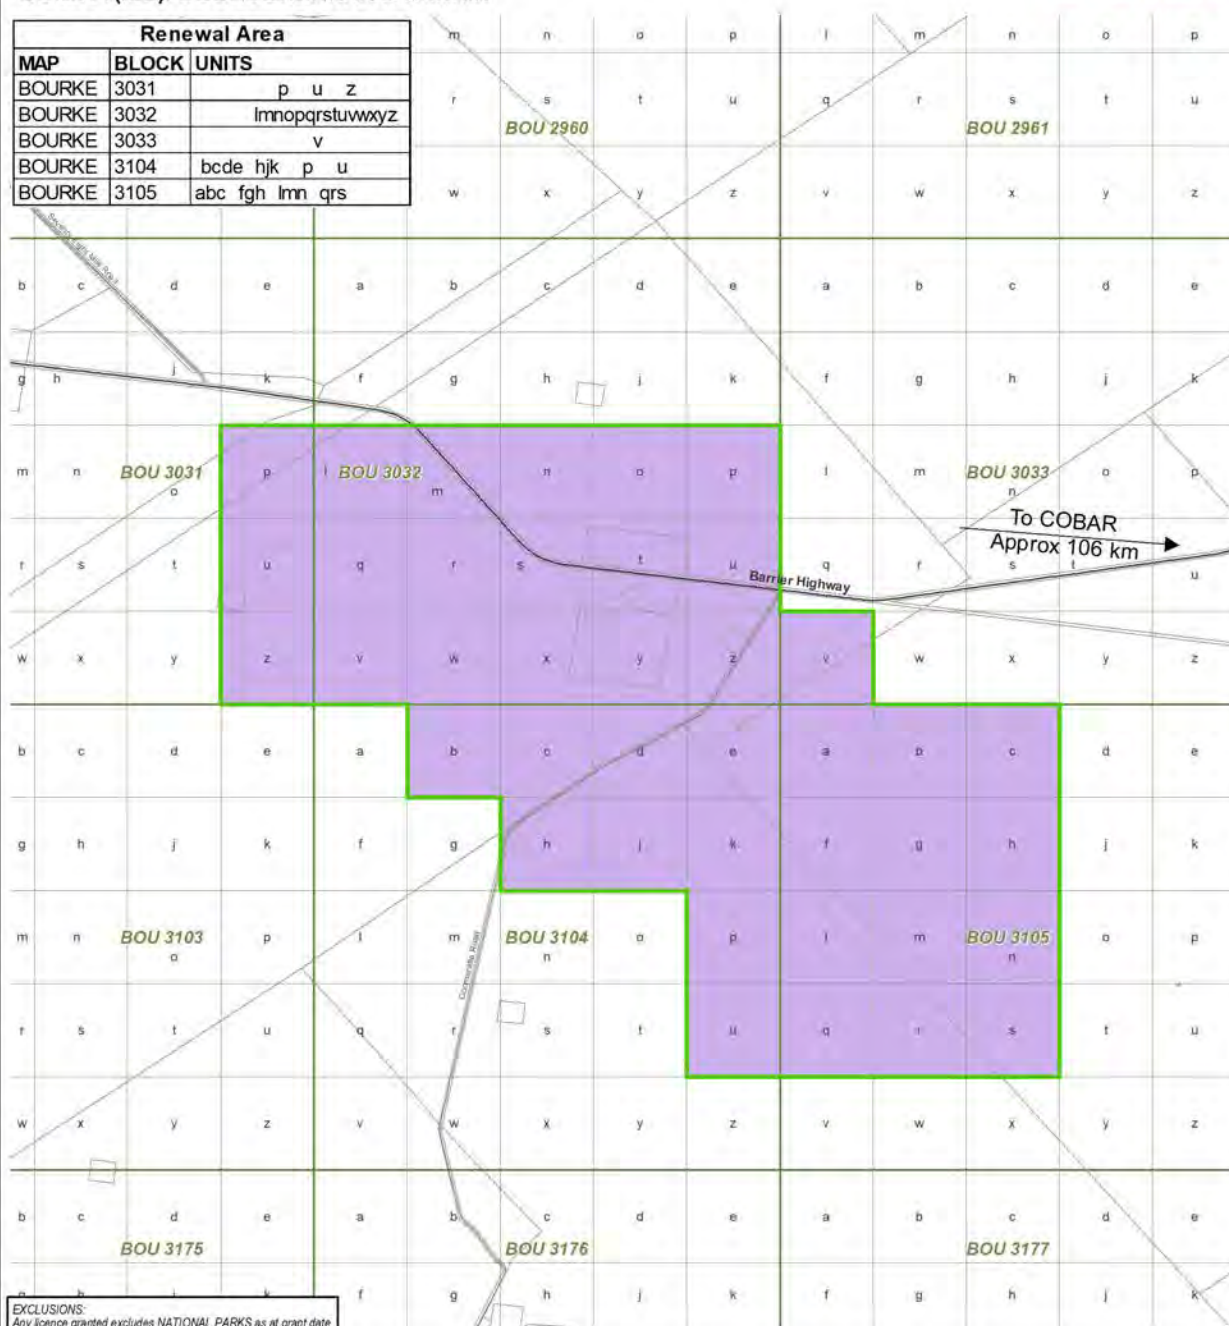 Renewal Area
MAP BLOCK UNITS
BOURKE 3031 p u z
BOURKE 3032 lmnopqrstuvwxyz
BOURKE 3033 v
BOURKE 3104 bcde hjk p u
BOURKE 3105 abc fgh lmn qrs
m n o p l m n o p
r s t u q r s t u
BOU 2960 BOU 2961
w x y z v w x y z
b c d e a b c d e a b c d e
g h j k f g h j k f g h j k
m n BOU 3031 p l BOU 3032 n o p l m BOU 3033 o p
o m n
To COBAR
Approx 106 km
r s t u q r s t u q r s t u
Barrier Highway
w x y z v w x y z v w x y z
b c d e a b c d e a b c d e
g h j k f g h j k f g h j k
m n BOU 3103 p l m BOU 3104 o p l m BOU 3105 o p
o n n
r s t u q r s t u q r s t u
w x y z v w x y z v w x y z
b c d e a b c d e a b c d e
BOU 3175 BOU 3176 BOU 3177
k f g h j k f g h j k
EXCLUSIONS:
Any licence granted excludes NATIONAL PARKS as at grant date